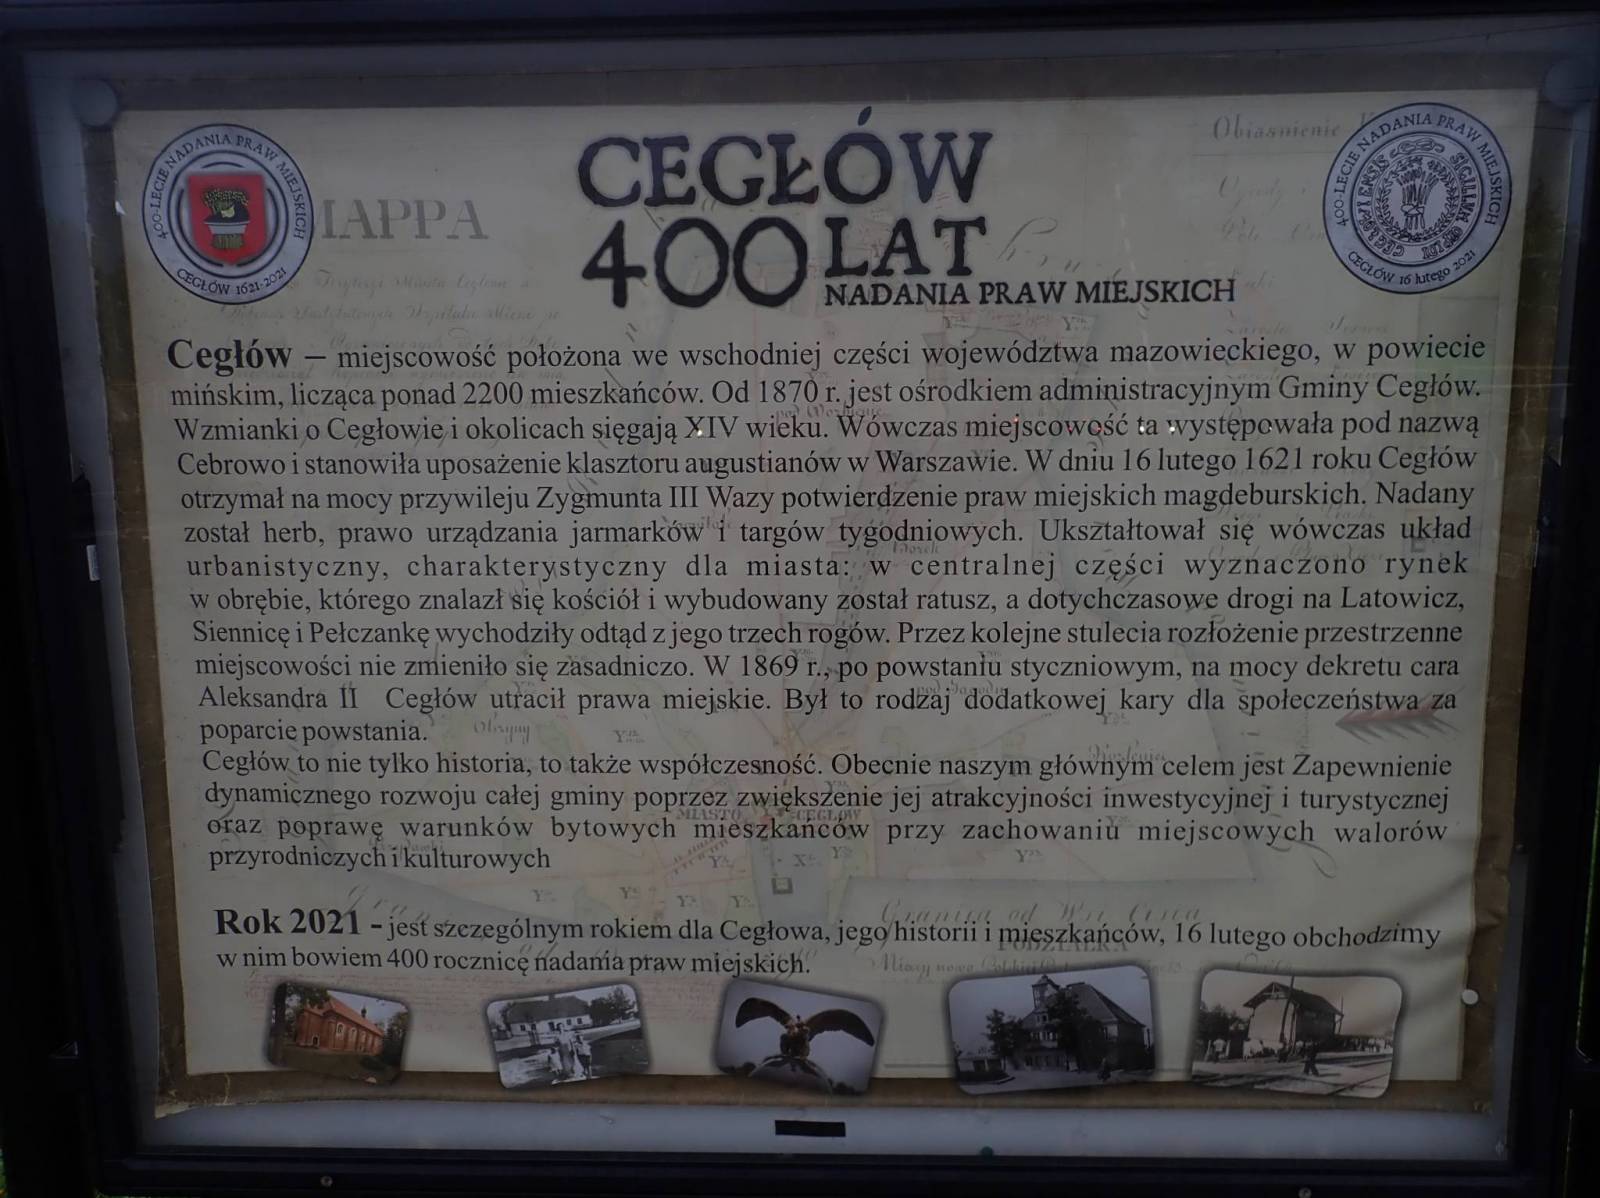 400-LECIE NADANIA PRAW MIEJSKICH
CEGŁÓW 1621-2021
MAPPA
CEGŁÓW
400 LAT
NADANIA PRAW MIEJSKICH
Obiasnienie
400-LECIE NADANIA PRAW MIEJSKICH
CEGŁÓW 16 lutego 2021
Cegłów – miejscowość położona we wschodniej części województwa mazowieckiego, w powiecie
mińskim, licząca ponad 2200 mieszkańców. Od 1870 r. jest ośrodkiem administracyjnym Gminy Cegłów.
Wzmianki o Cegłowie i okolicach sięgają XIV wieku. Wówczas miejscowość ta występowała pod nazwą
Cebrowo i stanowiła uposażenie klasztoru augustianów w Warszawie. W dniu 16 lutego 1621 roku Cegłów
otrzymał na mocy przywileju Zygmunta III Wazy potwierdzenie praw miejskich magdeburskich. Nadany
został herb, prawo urządzania jarmarków i targów tygodniowych. Ukształtował się wówczas układ
urbanistyczny, charakterystyczny dla miasta: w centralnej części wyznaczono rynek
w obrębie, którego znalazł się kościół i wybudowany został ratusz, a dotychczasowe drogi na Latowicz,
Siennicę i Pełczankę wychodziły odtąd z jego trzech rogów. Przez kolejne stulecia rozłożenie przestrzenne
miejscowości nie zmieniło się zasadniczo. W 1869 r., po powstaniu styczniowym, na mocy dekretu cara
Aleksandra II Cegłów utracił prawa miejskie. Był to rodzaj dodatkowej kary dla społeczeństwa za
poparcie powstania.
Cegłów to nie tylko historia, to także współczesność. Obecnie naszym głównym celem jest Zapewnienie
dynamicznego rozwoju całej gminy poprzez zwiększenie jej atrakcyjności inwestycyjnej i turystycznej
oraz poprawę warunków bytowych mieszkańców przy zachowaniu miejscowych walorów
przyrodniczych i kulturowych
MIASTO CEGŁÓW
Rok 2021 - jest szczególnym rokiem dla Cegłowa, jego historii i mieszkańców, 16 lutego obchodzimy
w nim bowiem 400 rocznicę nadania praw miejskich.
PODZIAŁKA